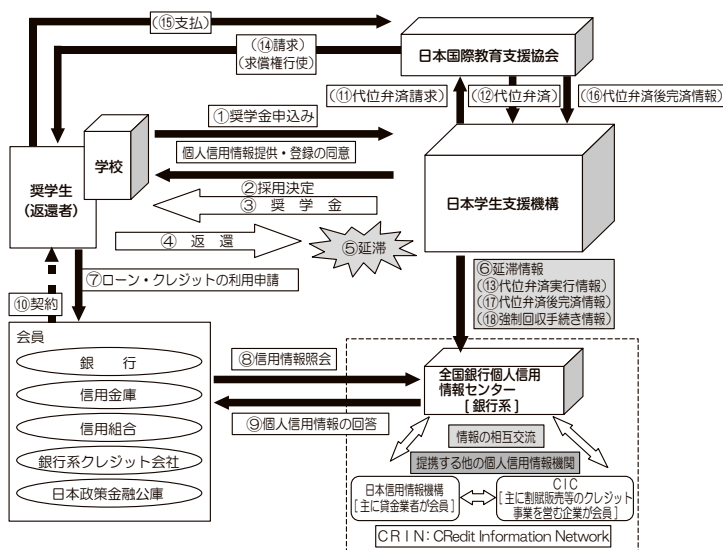 (⑮支払)
(⑭請求)
(求償権行使)
日本国際教育支援協会
(⑪代位弁済請求)
(⑫代位弁済)
(⑯代位弁済後完済情報)
①奨学金申込み
個人信用情報提供・登録の同意
学校
奨学生
(返還者)
②採用決定
③ 奨 学 金
日本学生支援機構
④ 返 還
⑤延滞
⑦ローン・クレジットの利用申請
⑩契約
⑥延滞情報
(⑬代位弁済実行情報)
(⑰代位弁済後完済情報)
(⑱強制回収手続き情報)
会員
銀 行
信用金庫
信用組合
銀行系クレジット会社
日本政策金融公庫
⑧信用情報照会
⑨個人信用情報の回答
全国銀行個人信用
情報センター
[銀行系]
情報の相互交流
提携する他の個人信用情報機関
日本信用情報機構
[主に貸金業者が会員]
CIC
[主に割賦販売等のクレジット
事業を営む企業が会員]
CRIN:CRedit Information Network